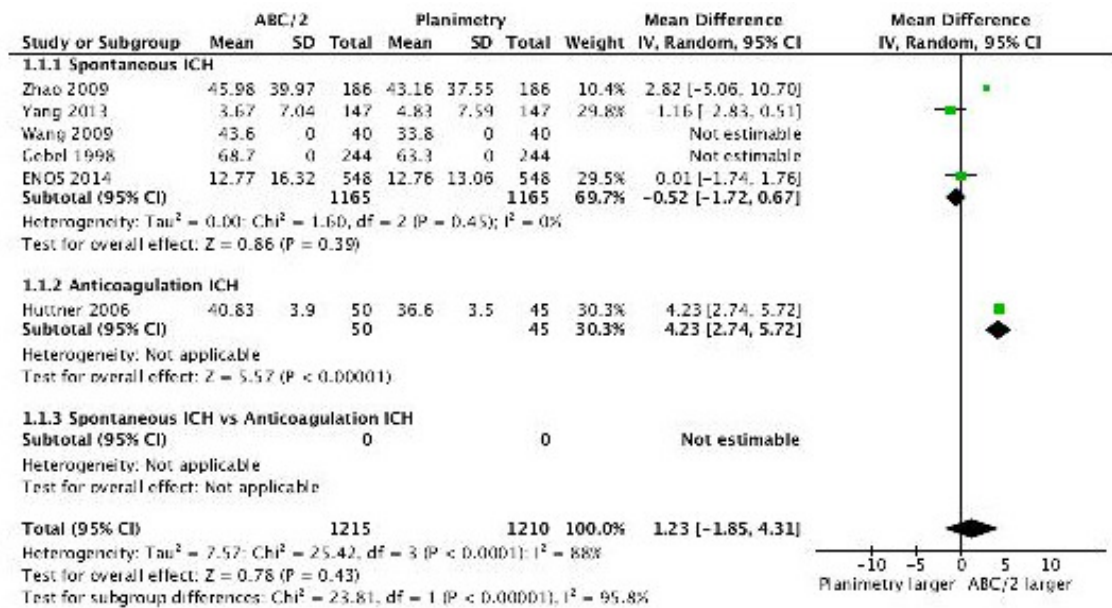 ABC/2 Planimetry Mean Difference Mean Difference
Study or Subgroup Mean SD Total Mean SD Total Weight IV, Random, 95% CI IV, Random, 95% CI
1.1.1 Spontaneous ICH
Zhao 2009 45.98 39.97 186 43.16 37.55 186 10.4% 2.82 [-5.06, 10.70]
Yang 2013 3.67 7.04 147 4.83 7.59 147 29.8% -1.16 [-2.83, 0.51]
Wang 2009 43.6 0 40 33.8 0 40 Not estimable
Gebel 1998 68.7 0 244 63.3 0 244 Not estimable
ENOS 2014 12.77 16.32 548 12.76 13.06 548 29.5% 0.01 [-1.74, 1.76]
Subtotal (95% CI) 1165 1165 69.7% -0.52 [-1.72, 0.67]
Heterogeneity: Tau² = 0.00; Chi² = 1.60, df = 2 (P = 0.45); I² = 0%
Test for overall effect: Z = 0.86 (P = 0.39)
1.1.2 Anticoagulation ICH
Huttner 2006 40.83 3.9 50 36.6 3.5 45 30.3% 4.23 [2.74, 5.72]
Subtotal (95% CI) 50 45 30.3% 4.23 [2.74, 5.72]
Heterogeneity: Not applicable
Test for overall effect: Z = 5.57 (P < 0.00001)
1.1.3 Spontaneous ICH vs Anticoagulation ICH
Subtotal (95% CI) 0 0 Not estimable
Heterogeneity: Not applicable
Test for overall effect: Not applicable
Total (95% CI) 1215 1210 100.0% 1.23 [-1.85, 4.31]
Heterogeneity: Tau² = 7.57; Chi² = 25.42, df = 3 (P < 0.0001); I² = 88%
Test for overall effect: Z = 0.78 (P = 0.43)
Test for subgroup differences: Chi² = 23.81, df = 1 (P < 0.00001), I² = 95.8%
-10 -5 0 5 10
Planimetry larger ABC/2 larger